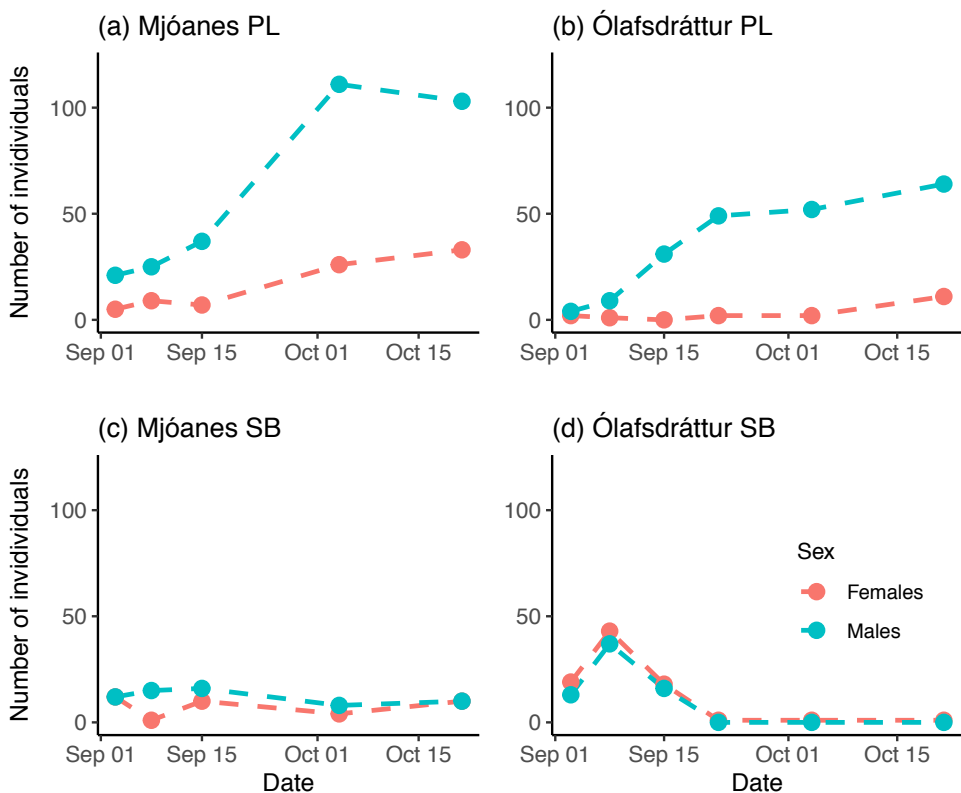 (a) Mjóanes PL
(b) Ólafsdráttur PL
Number of invidividuals
100
50
0
Sep 01 Sep 15 Oct 01 Oct 15
100
50
0
Sep 01 Sep 15 Oct 01 Oct 15
(c) Mjóanes SB
(d) Ólafsdráttur SB
Number of invidividuals
100
50
0
Sep 01 Sep 15 Oct 01 Oct 15
Date
100
50
0
Sep 01 Sep 15 Oct 01 Oct 15
Date
Sex
Females
Males